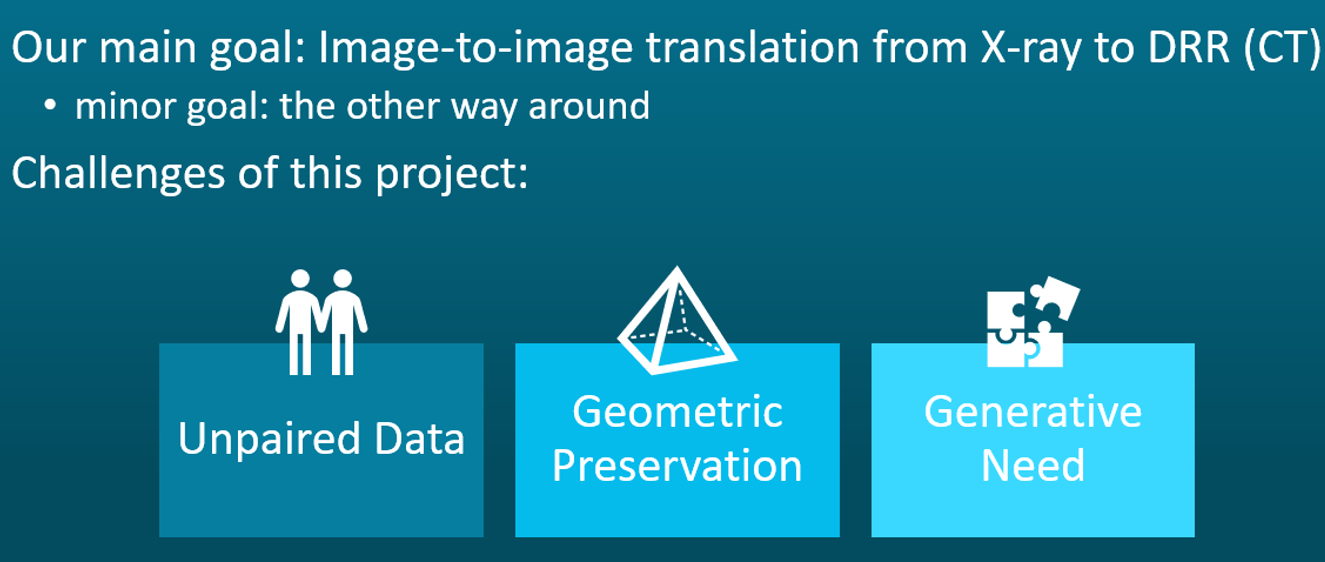 Our main goal: Image-to-image translation from X-ray to DRR (CT)
• minor goal: the other way around
Challenges of this project:
Unpaired Data
Geometric
Preservation
Generative
Need